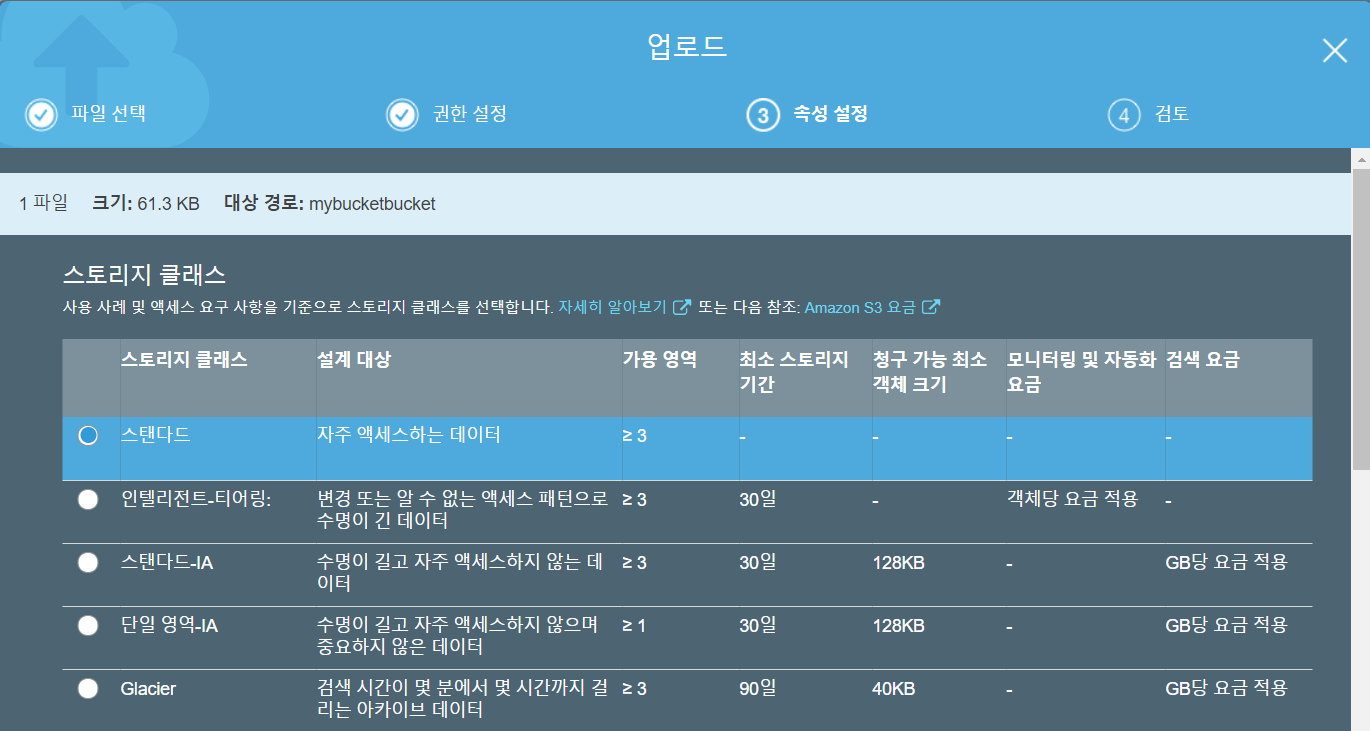 업로드
파일 선택
권한 설정
3 속성 설정
4 검토
1 파일 크기: 61.3 KB 대상 경로: mybucketbucket
스토리지 클래스
사용 사례 및 액세스 요구 사항을 기준으로 스토리지 클래스를 선택합니다. 자세히 알아보기 또는 다음 참조: Amazon S3 요금
스토리지 클래스 설계 대상 가용 영역 최소 스토리지 청구 가능 최소 모니터링 및 자동화 검색 요금
기간 객체 크기 요금
스탠다드 자주 액세스하는 데이터 ≥ 3 - - - -
인텔리전트-티어링: 변경 또는 알 수 없는 액세스 패턴으로 ≥ 3 30일 - 객체당 요금 적용 -
수명이 긴 데이터
스탠다드-IA 수명이 길고 자주 액세스하지 않는 데 ≥ 3 30일 128KB - GB당 요금 적용
이터
단일 영역-IA 수명이 길고 자주 액세스하지 않으며 ≥ 1 30일 128KB - GB당 요금 적용
중요하지 않은 데이터
Glacier 검색 시간이 몇 분에서 몇 시간까지 걸 ≥ 3 90일 40KB - GB당 요금 적용
리는 아카이브 데이터